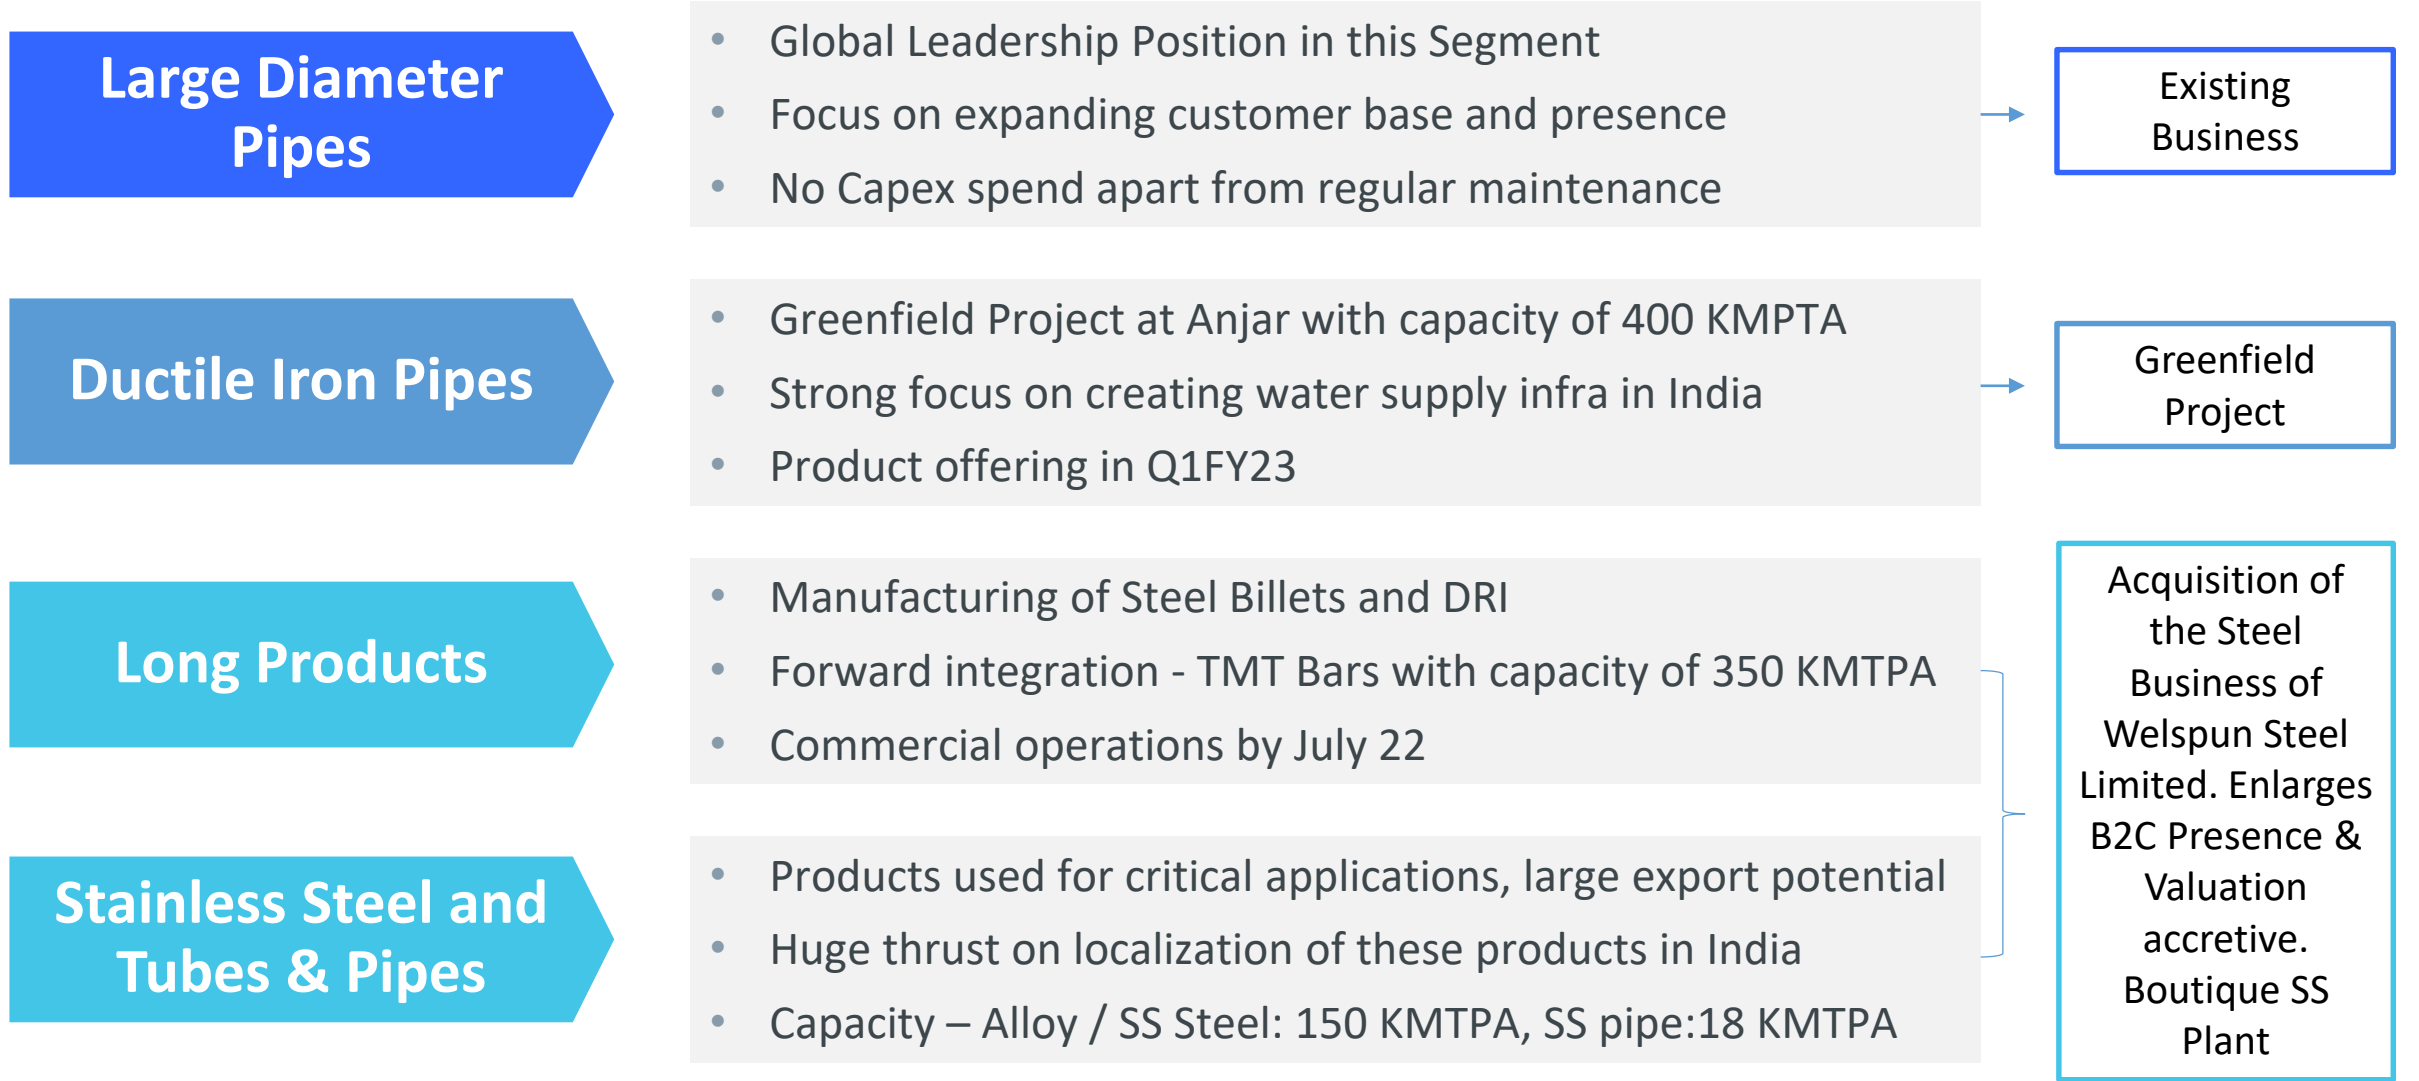 Large Diameter
Pipes
• Global Leadership Position in this Segment
• Focus on expanding customer base and presence
• No Capex spend apart from regular maintenance
Existing
Business
Ductile Iron Pipes
• Greenfield Project at Anjar with capacity of 400 KMPTA
• Strong focus on creating water supply infra in India
• Product offering in Q1FY23
Greenfield
Project
Long Products
• Manufacturing of Steel Billets and DRI
• Forward integration - TMT Bars with capacity of 350 KMTPA
• Commercial operations by July 22
Stainless Steel and
Tubes & Pipes
• Products used for critical applications, large export potential
• Huge thrust on localization of these products in India
• Capacity – Alloy / SS Steel: 150 KMTPA, SS pipe:18 KMTPA
Acquisition of
the Steel
Business of
Welspun Steel
Limited. Enlarges
B2C Presence &
Valuation
accretive.
Boutique SS
Plant